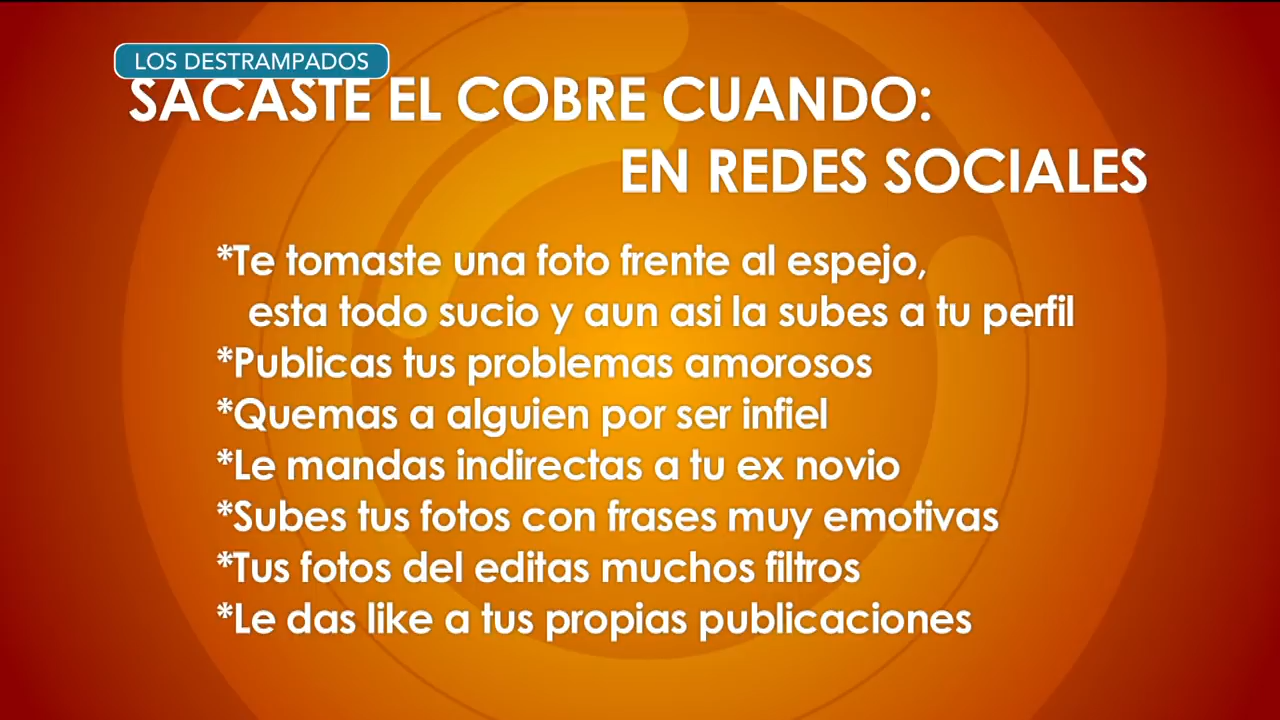 LOS DESTRAMPADOS
SACASTE EL COBRE CUANDO:
EN REDES SOCIALES
*Te tomaste una foto frente al espejo,
esta todo sucio y aun asi la subes a tu perfil
*Publicas tus problemas amorosos
*Quemas a alguien por ser infiel
*Le mandas indirectas a tu ex novio
*Subes tus fotos con frases muy emotivas
*Tus fotos del editas muchos filtros
*Le das like a tus propias publicaciones